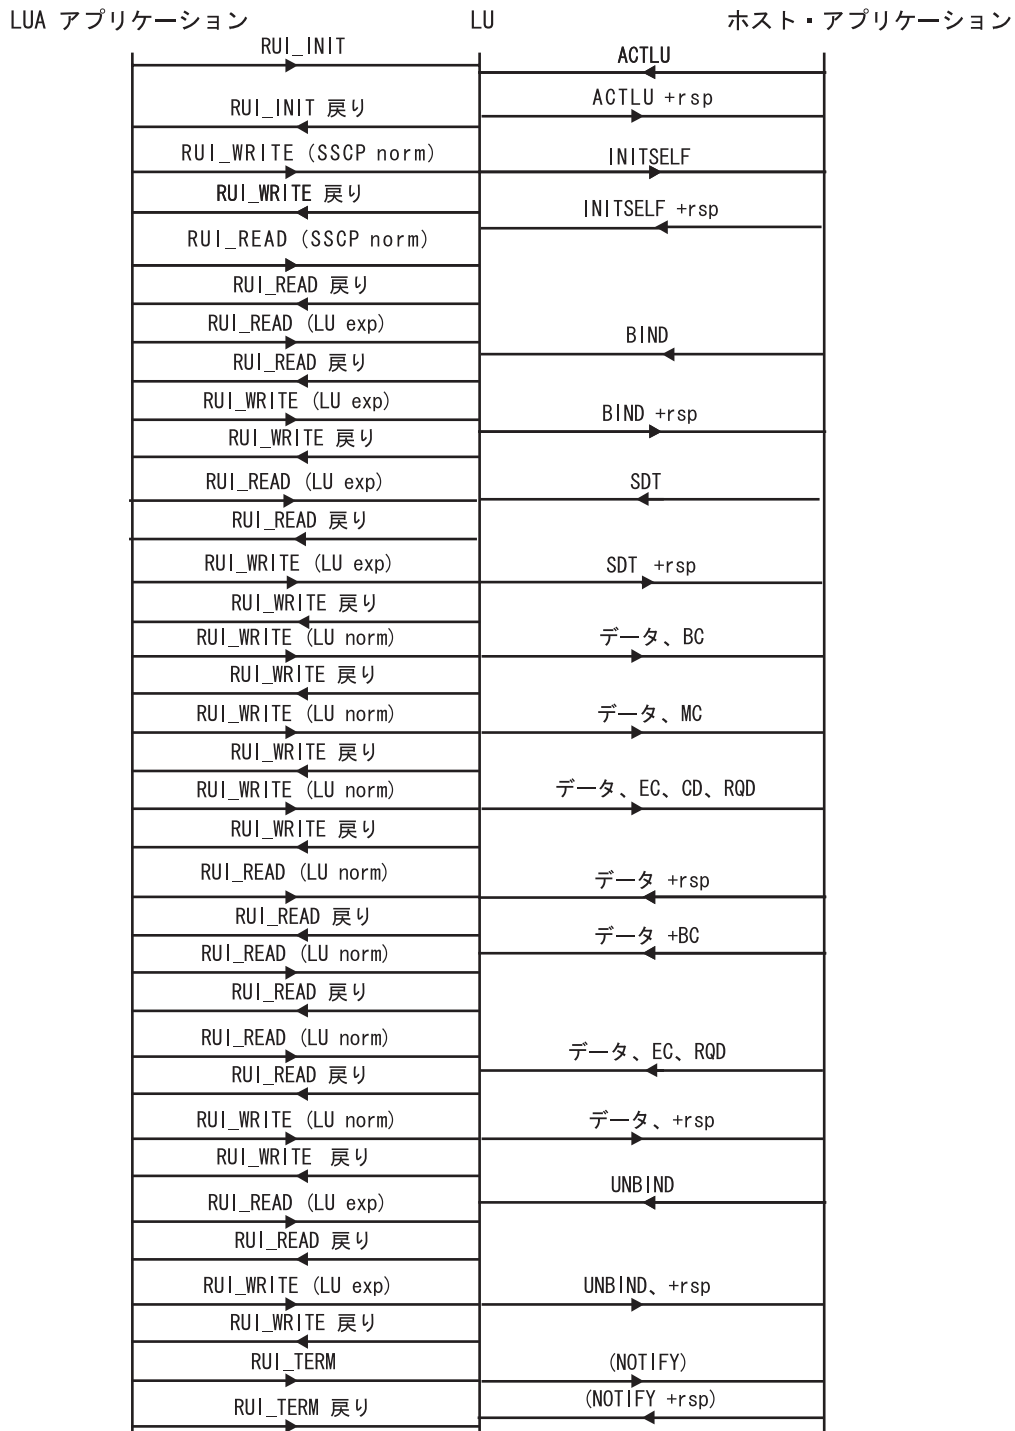 LUA アプリケーション
LU
ホスト・アプリケーション
RUI_INIT
ACTLU
ACTLU +rsp
RUI_INIT 戻り
RUI_WRITE (SSCP norm)
INITSELF
RUI_WRITE 戻り
INITSELF +rsp
RUI_READ (SSCP norm)
RUI_READ 戻り
RUI_READ (LU exp)
BIND
RUI_READ 戻り
RUI_WRITE (LU exp)
BIND +rsp
RUI_WRITE 戻り
RUI_READ (LU exp)
SDT
RUI_READ 戻り
RUI_WRITE (LU exp)
SDT +rsp
RUI_WRITE 戻り
RUI_WRITE (LU norm)
データ、BC
RUI_WRITE 戻り
RUI_WRITE (LU norm)
データ、MC
RUI_WRITE 戻り
RUI_WRITE (LU norm)
データ、EC、CD、RQD
RUI_WRITE 戻り
RUI_READ (LU norm)
データ +rsp
RUI_READ 戻り
データ +BC
RUI_READ (LU norm)
RUI_READ 戻り
RUI_READ (LU norm)
データ、EC、RQD
RUI_READ 戻り
RUI_WRITE (LU norm)
データ、+rsp
RUI_WRITE 戻り
UNBIND
RUI_READ (LU exp)
RUI_READ 戻り
RUI_WRITE (LU exp)
UNBIND、+rsp
RUI_WRITE 戻り
RUI_TERM
(NOTIFY)
(NOTIFY +rsp)
RUI_TERM 戻り